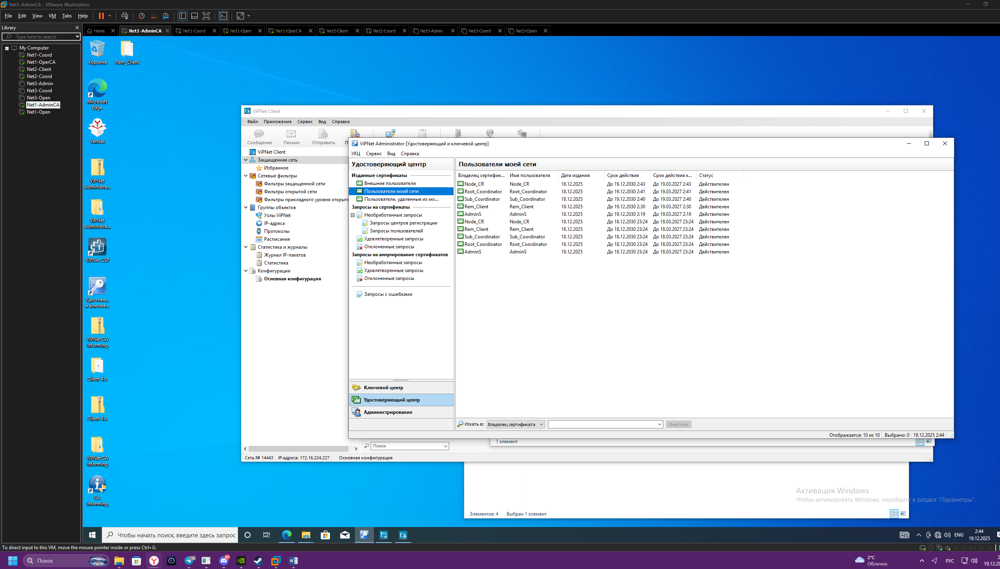 Net1-AdminCA - VMware Workstation
File Edit View VM Tabs Help
Library
Type here to search
My Computer
Net1-Coord
Net1-OperCA
Net2-Client
Net2-Coord
Net3-Admin
Net3-Coord
Net3-Open
Net1-AdminCA
Net1-Open
Home Net1-AdminCA Net1-Coord Net1-Open Net1-OperCA Net2-Client Net2-Coord Net3-Admin Net3-Coord Net3-Open
Корзина
Rem_Client
Microsoft
Edge
Yandex
ViPNet
Administra...
ViPNet
Administra...
ViPNet CSP
Удостове...
и ключев...
ViPNet CA
Informing
Client 4.x
Client 4.x
ViPNet CA
Informing
CA
Informing
ViPNet Client
Файл Приложения Сервис Вид Справка
Сообщение Письмо Отправить П
ViPNet Client
Защищенная сеть
Избранное
Сетевые фильтры
Фильтры защищенной сети
Фильтры открытой сети
Фильтры прикладного уровня открыто
Группы объектов
Узлы ViPNet
IP-адреса
Протоколы
Расписания
Статистика и журналы
Журнал IP-пакетов
Статистика
Конфигурации
Основная конфигурация
Поиск
Сеть № 14443 IP-адреса: 172.16.224.227 Основная конфигурация
ViPNet Administrator [Удостоверяющий и ключевой центр]
УКЦ Сервис Вид Справка
Удостоверяющий центр
Изданные сертификаты
Внешние пользователи
Пользователи моей сети
Пользователи, удаленные из мо...
Запросы на сертификаты
Необработанные запросы
Запросы центров регистрации
Запросы пользователей
Удовлетворенные запросы
Отклоненные запросы
Запросы на аннулирование сертификатов
Необработанные запросы
Удовлетворенные запросы
Отклоненные запросы
Запросы с ошибками
Ключевой центр
Удостоверяющий центр
Администрирование
Пользователи моей сети
Владелец сертифик... Имя пользователя Дата издания Срок действия Срок действия к... Статус
Node_CR Node_CR 18.12.2025 До 19.12.2030 2:43 До 19.03.2027 2:43 Действителен
Root_Coordinator Root_Coordinator 18.12.2025 До 19.12.2030 2:41 До 19.03.2027 2:41 Действителен
Sub_Coordinator Sub_Coordinator 18.12.2025 До 19.12.2030 2:40 До 19.03.2027 2:40 Действителен
Rem_Client Rem_Client 18.12.2025 До 19.12.2030 2:30 До 19.03.2027 2:30 Действителен
AdminS AdminS 18.12.2025 До 19.12.2030 2:19 До 19.03.2027 2:19 Действителен
Node_CR Node_CR 18.12.2025 До 18.12.2030 23:24 До 18.03.2027 23:24 Действителен
Rem_Client Rem_Client 18.12.2025 До 18.12.2030 23:24 До 18.03.2027 23:24 Действителен
Sub_Coordinator Sub_Coordinator 18.12.2025 До 18.12.2030 23:24 До 18.03.2027 23:24 Действителен
Root_Coordinator Root_Coordinator 18.12.2025 До 18.12.2030 23:24 До 18.03.2027 23:24 Действителен
AdminS AdminS 18.12.2025 До 18.12.2030 23:24 До 18.03.2027 23:24 Действителен
Искать в: Владелец сертификата Очистить
Отображается: 10 из 10 Выбрано: 0 19.12.2025 2:44
1 элемент
Элементов: 4 Выбран 1 элемент
Активация Windows
Чтобы активировать Windows, перейдите в раздел "Параметры".
Чтобы начать поиск, введите здесь запрос
ENG
2:44
19.12.2025
To direct input to this VM, move the mouse pointer inside or press Ctrl+G.
Поиск
56
9+
2°C
Облачно
РУС